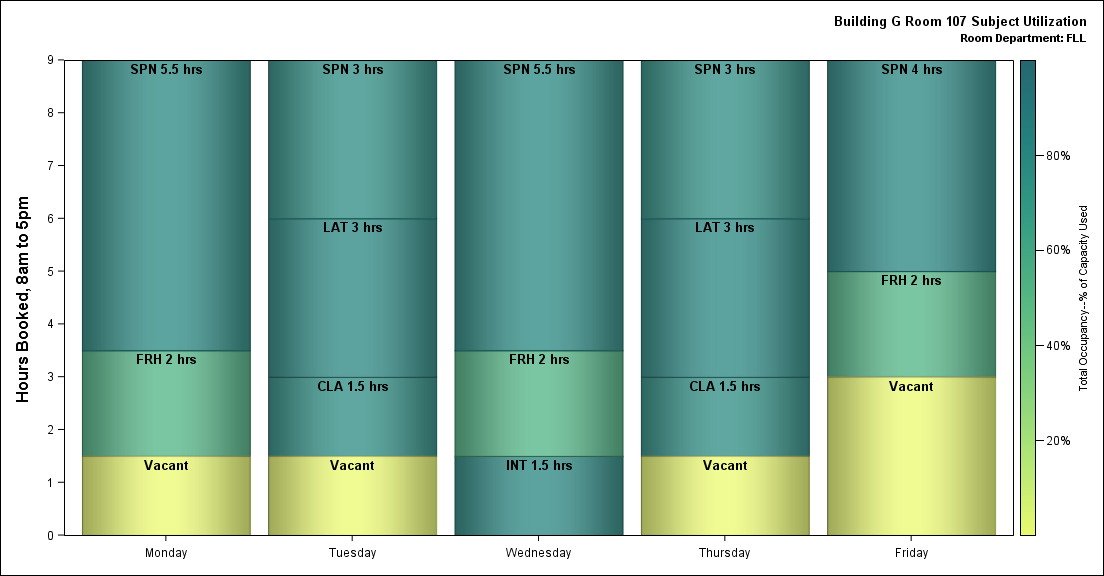 Building G Room 107 Subject Utilization
Room Department: FLL
Hours Booked, 8am to 5pm
9
8
7
6
5
4
3
2
1
0
SPN 5.5 hrs
FRH 2 hrs
Vacant
Monday
SPN 3 hrs
LAT 3 hrs
CLA 1.5 hrs
Vacant
Tuesday
SPN 5.5 hrs
FRH 2 hrs
INT 1.5 hrs
Wednesday
SPN 3 hrs
LAT 3 hrs
CLA 1.5 hrs
Vacant
Thursday
SPN 4 hrs
FRH 2 hrs
Vacant
Friday
80%
60%
40%
20%
Total Occupancy--% of Capacity Used